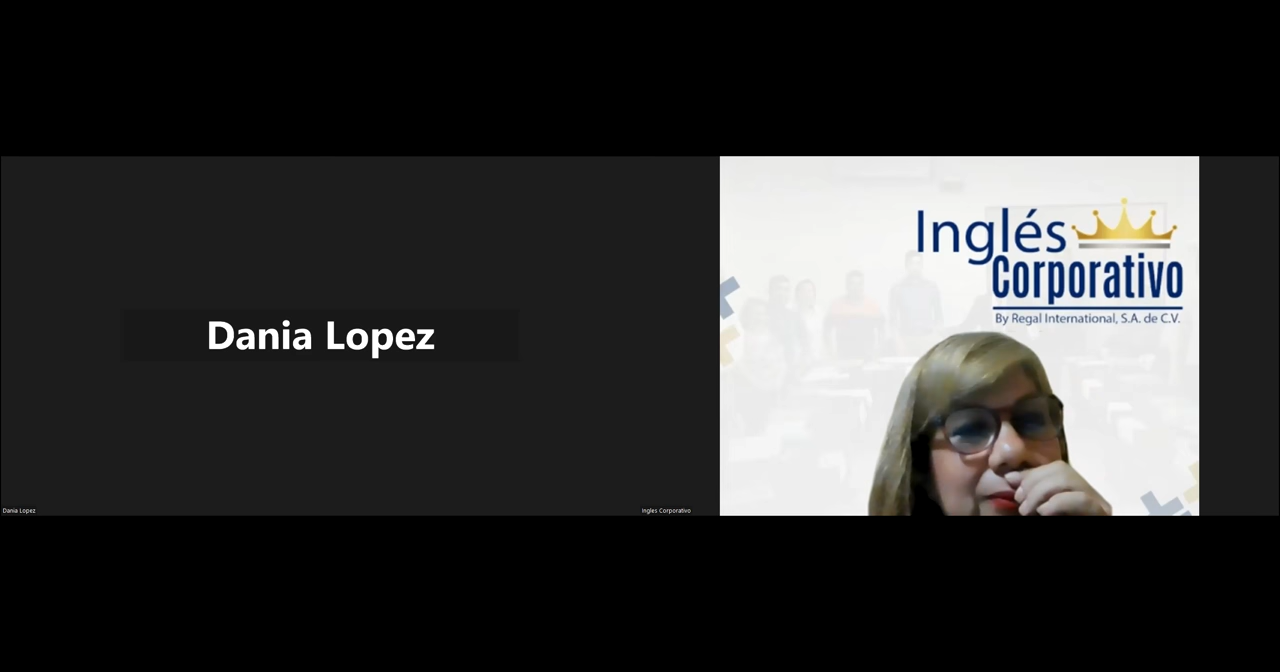 Dania Lopez
Inglés
Corporativo
By Regal International, S.A. de C.V.
Dania Lopez
Ingles Corporativo